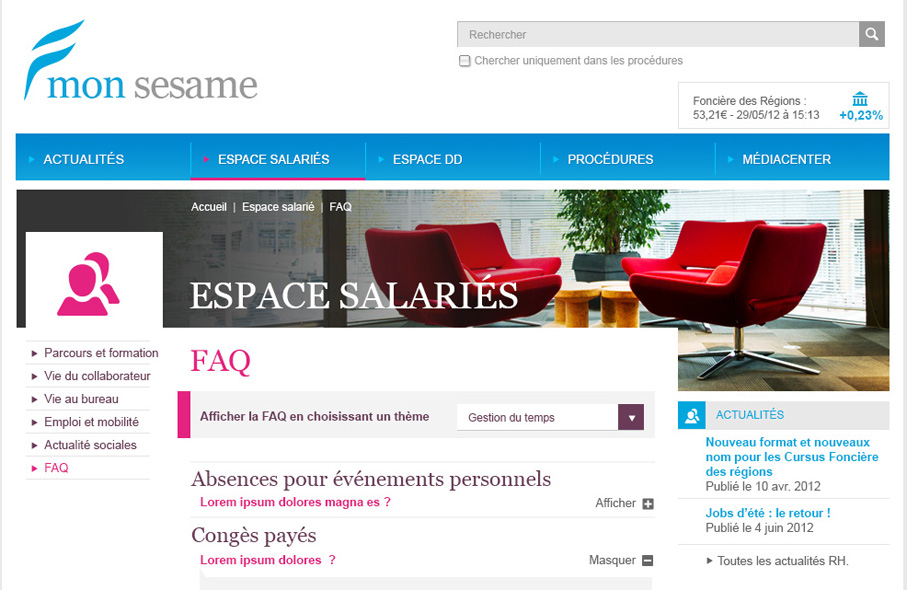 mon sesame
Rechercher
Chercher uniquement dans les procédures
Foncière des Régions :
53,21€ - 29/05/12 à 15:13
+0,23%
ACTUALITÉS
ESPACE SALARIÉS
ESPACE DD
PROCÉDURES
MÉDIACENTER
Accueil | Espace salarié | FAQ
ESPACE SALARIÉS
Parcours et formation
Vie du collaborateur
Vie au bureau
Emploi et mobilité
Actualité sociales
FAQ
FAQ
Afficher la FAQ en choisissant un thème
Gestion du temps
Absences pour événements personnels
Lorem ipsum dolores magna es ?
Afficher
Congès payés
Lorem ipsum dolores ?
Masquer
ACTUALITÉS
Nouveau format et nouveaux
nom pour les Cursus Foncière
des régions
Publié le 10 avr. 2012
Jobs d'été : le retour !
Publié le 4 juin 2012
Toutes les actualités RH.